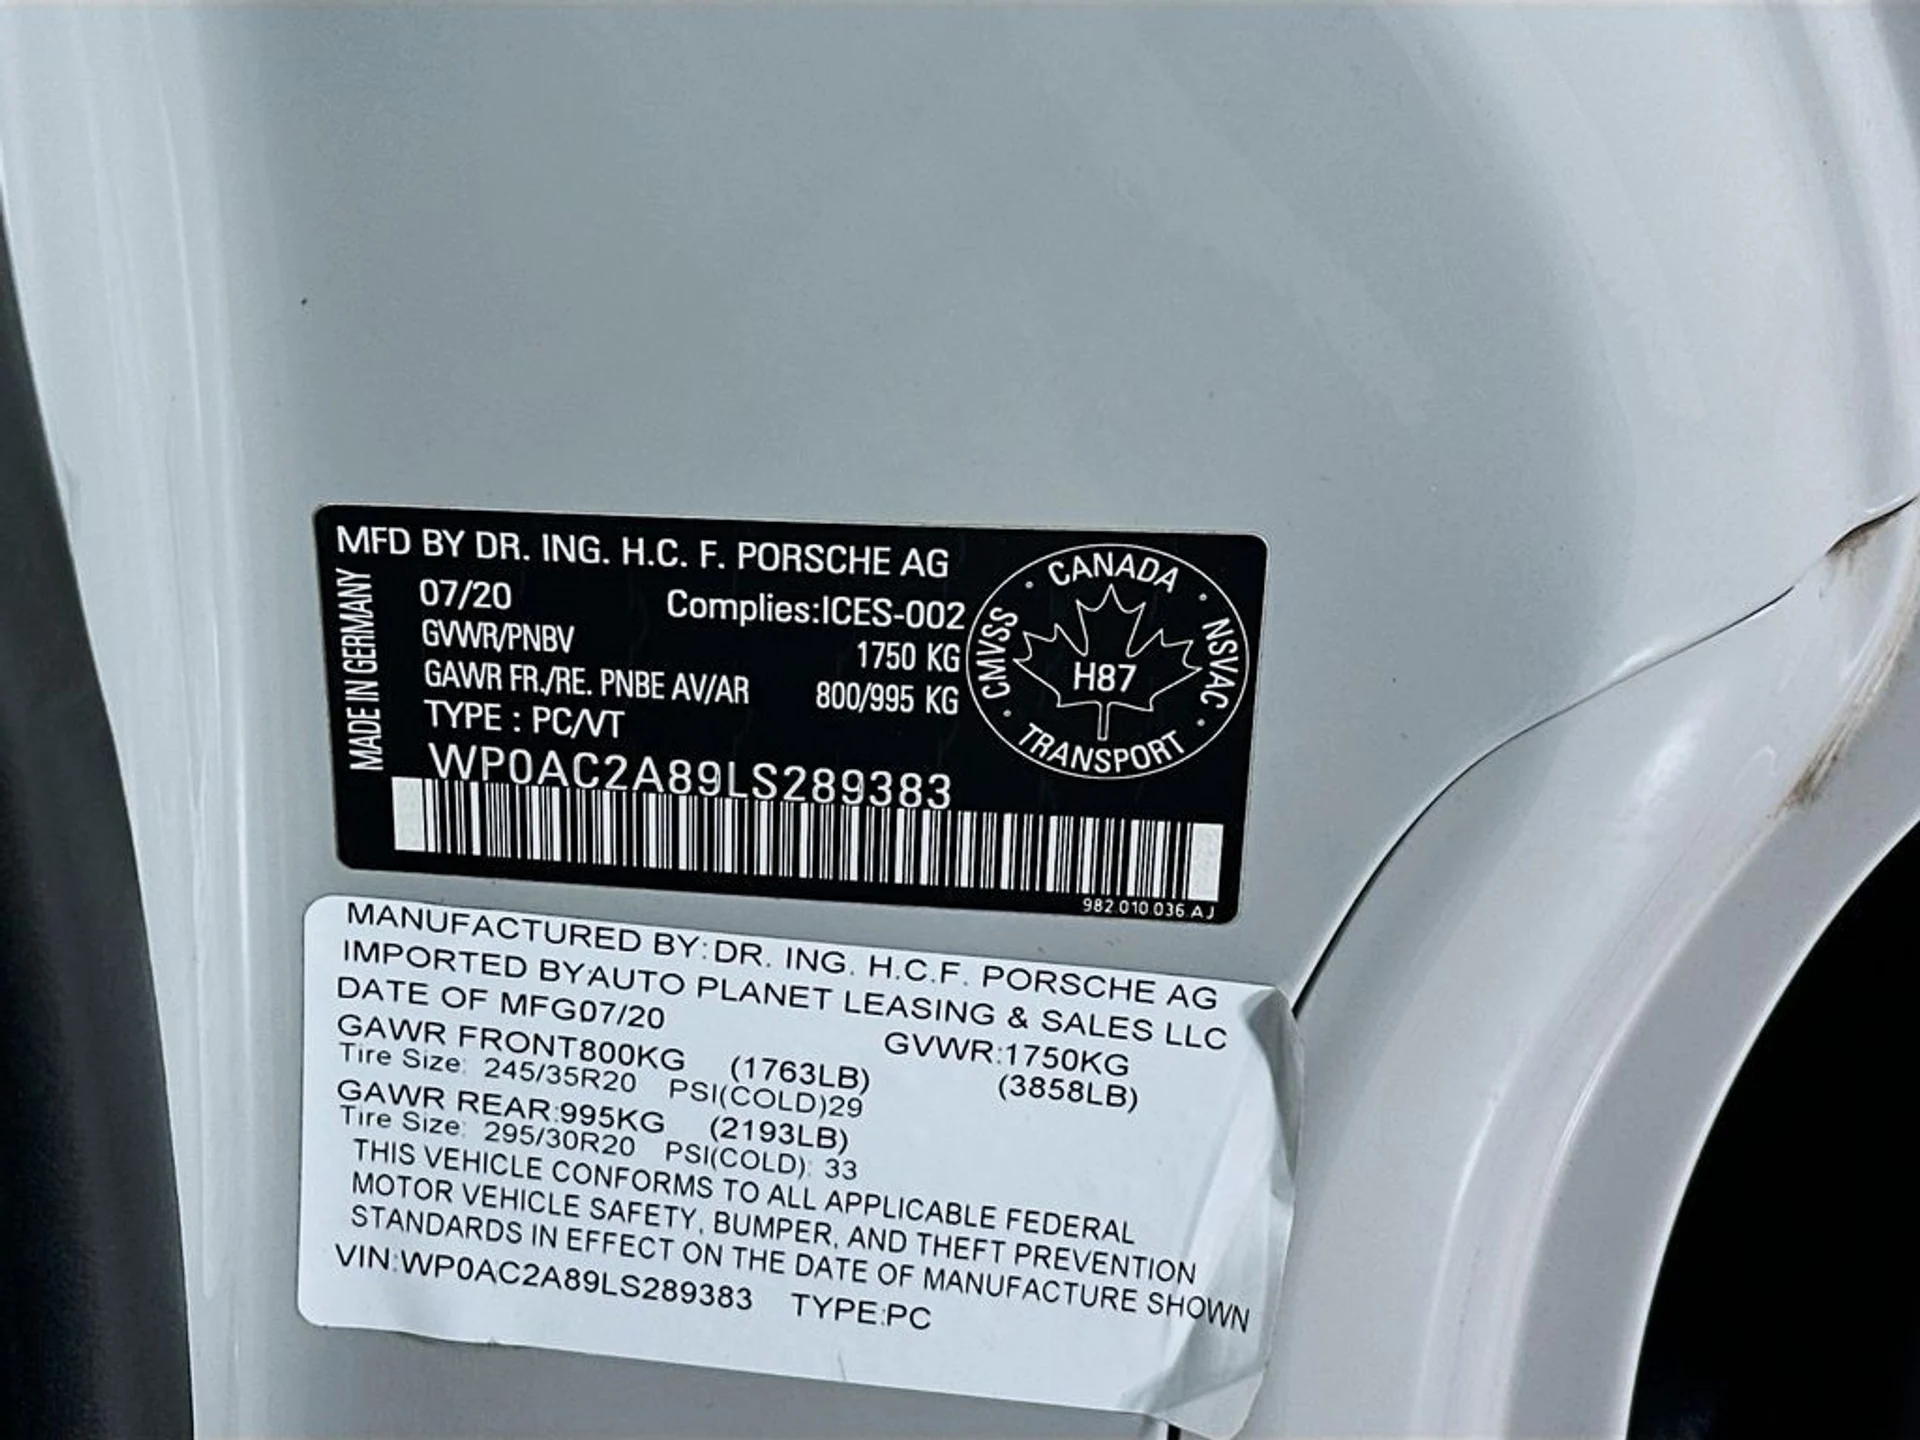 MFD BY DR. ING. H.C. F. PORSCHE AG
MADE IN GERMANY
07/20 Complies:ICES-002
GVWR/PNBV 1750 KG
GAWR FR./RE. PNBE AV/AR 800/995 KG
TYPE : PC/VT
WP0AC2A89LS289383
CANADA
CMVSS · NSVAC
H87
TRANSPORT
982 010 036 AJ
MANUFACTURED BY: DR. ING. H.C.F. PORSCHE AG
IMPORTED BY:AUTO PLANET LEASING & SALES LLC
DATE OF MFG07/20 GVWR:1750KG
GAWR FRONT800KG (1763LB) (3858LB)
Tire Size: 245/35R20 PSI(COLD)29
GAWR REAR:995KG (2193LB)
Tire Size: 295/30R20 PSI(COLD): 33
THIS VEHICLE CONFORMS TO ALL APPLICABLE FEDERAL
MOTOR VEHICLE SAFETY, BUMPER, AND THEFT PREVENTION
STANDARDS IN EFFECT ON THE DATE OF MANUFACTURE SHOWN
VIN:WP0AC2A89LS289383 TYPE:PC